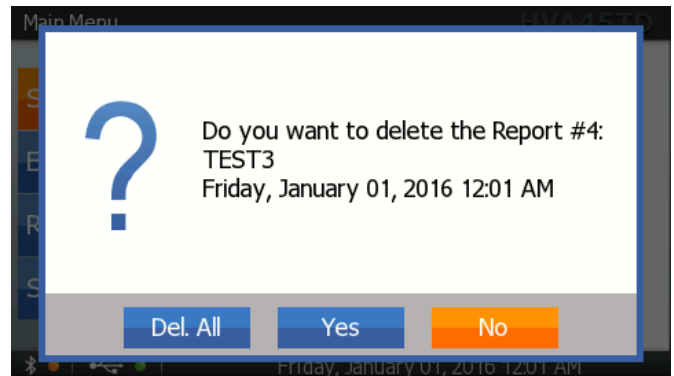 Main Menu
HVA45TD
S
E
R
S
?
Do you want to delete the Report #4:
TEST3
Friday, January 01, 2016 12:01 AM
Del. All
Yes
No
Friday, January 01, 2016 12:01 AM